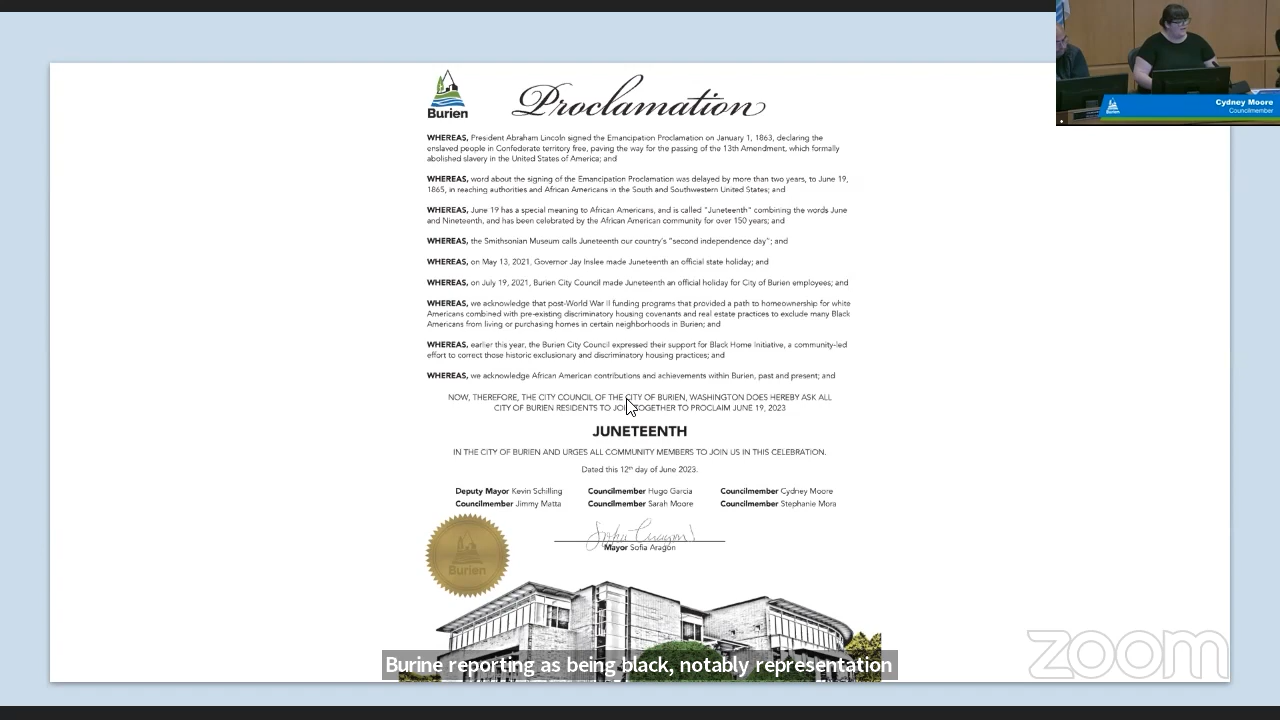 Burien
Proclamation
WHEREAS, President Abraham Lincoln signed the Emancipation Proclamation on January 1, 1863, declaring the
enslaved people in Confederate territory free, paving the way for the passing of the 13th Amendment, which formally
abolished slavery in the United States of America; and
WHEREAS, word about the signing of the Emancipation Proclamation was delayed by more than two years, to June 19,
1865, in reaching authorities and African Americans in the South and Southwestern United States; and
WHEREAS, June 19 has a special meaning to African Americans, and is called "Juneteenth" combining the words June
and Nineteenth, and has been celebrated by the African American community for over 150 years; and
WHEREAS, the Smithsonian Museum calls Juneteenth our country's "second independence day"; and
WHEREAS, on May 13, 2021, Governor Jay Inslee made Juneteenth an official state holiday; and
WHEREAS, on July 19, 2021, Burien City Council made Juneteenth an official holiday for City of Burien employees; and
WHEREAS, we acknowledge that post-World War II funding programs that provided a path to homeownership for white
Americans combined with pre-existing discriminatory housing covenants and real estate practices to exclude many Black
Americans from living or purchasing homes in certain neighborhoods in Burien; and
WHEREAS, earlier this year, the Burien City Council expressed their support for Black Home Initiative, a community-led
effort to correct those historic exclusionary and discriminatory housing practices; and
WHEREAS, we acknowledge African American contributions and achievements within Burien, past and present; and
NOW, THEREFORE, THE CITY COUNCIL OF THE CITY OF BURIEN, WASHINGTON DOES HEREBY ASK ALL
CITY OF BURIEN RESIDENTS TO JOIN TOGETHER TO PROCLAIM JUNE 19, 2023
JUNETEENTH
IN THE CITY OF BURIEN AND URGES ALL COMMUNITY MEMBERS TO JOIN US IN THIS CELEBRATION.
Dated this 12th day of June 2023.
Deputy Mayor Kevin Schilling Councilmember Hugo Garcia Councilmember Cydney Moore
Councilmember Jimmy Matta Councilmember Sarah Moore Councilmember Stephanie Mora
Sofia Aragon
Mayor Sofia Aragon
Burien
Burine reporting as being black, notably representation
Cydney Moore
Councilmember
Burien
zoom